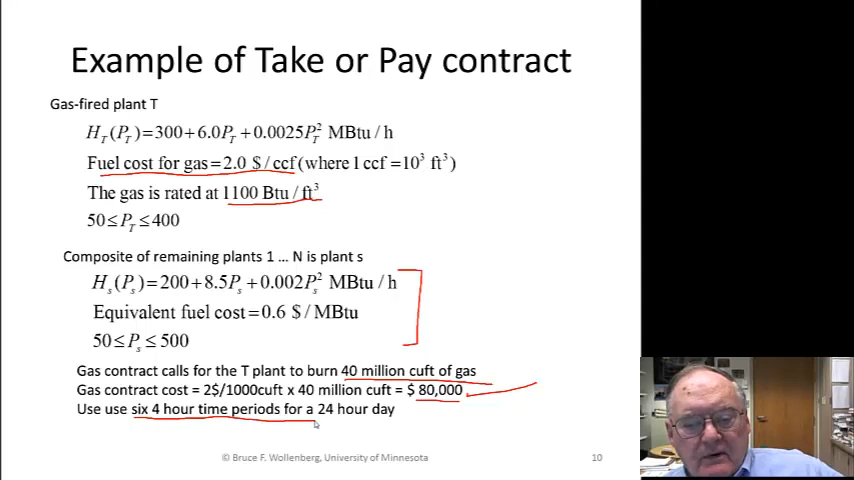 Example of Take or Pay contract
Gas-fired plant T
H_T(P_T)=300+6.0P_T+0.0025P_T^2 MBtu/h
Fuel cost for gas=2.0 $/ccf (where 1 ccf=10^3 ft^3)
The gas is rated at 1100 Btu/ft^3
50≤P_T≤400
Composite of remaining plants 1 … N is plant s
H_s(P_s)=200+8.5P_s+0.002P_s^2 MBtu/h
Equivalent fuel cost=0.6 $/MBtu
50≤P_s≤500
Gas contract calls for the T plant to burn 40 million cuft of gas
Gas contract cost = 2$/1000cuft x 40 million cuft = $ 80,000
Use use six 4 hour time periods for a 24 hour day
© Bruce F. Wollenberg, University of Minnesota
10